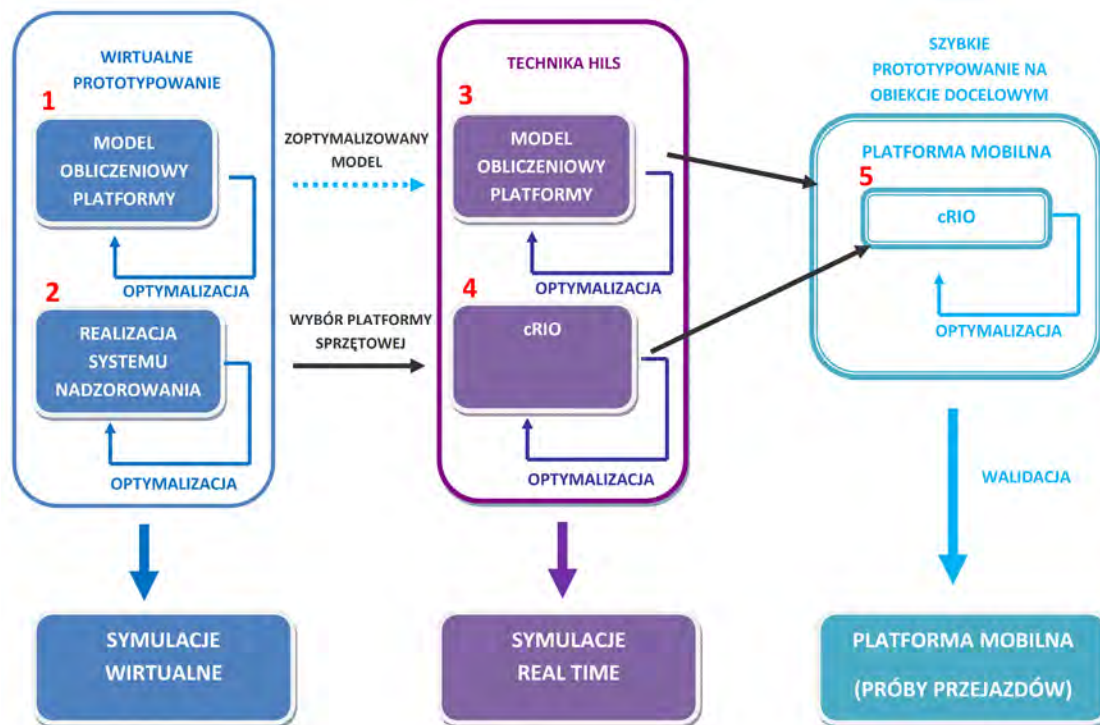 WIRTUALNE
PROTOTYPOWANIE
1
MODEL
OBLICZENIOWY
PLATFORMY
OPTYMALIZACJA
2
REALIZACJA
SYSTEMU
NADZOROWANIA
OPTYMALIZACJA
ZOPTYMALIZOWANY
MODEL
WYBÓR PLATFORMY
SPRZĘTOWEJ
TECHNIKA HILS
3
MODEL
OBLICZENIOWY
PLATFORMY
OPTYMALIZACJA
4
cRIO
OPTYMALIZACJA
SZYBKIE
PROTOTYPOWANIE NA
OBIEKCIE DOCELOWYM
PLATFORMA MOBILNA
5
cRIO
OPTYMALIZACJA
WALIDACJA
SYMULACJE
WIRTUALNE
SYMULACJE
REAL TIME
PLATFORMA MOBILNA
(PRÓBY PRZEJAZDÓW)